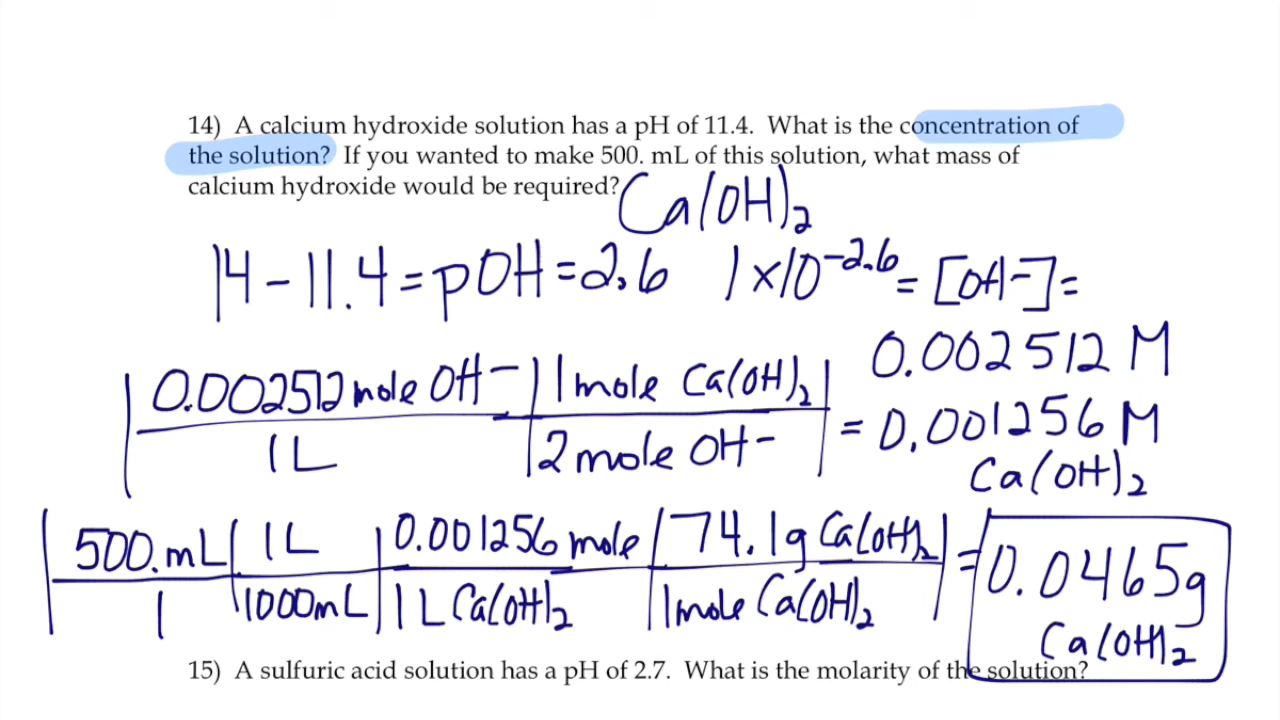 14) A calcium hydroxide solution has a pH of 11.4. What is the concentration of
the solution? If you wanted to make 500. mL of this solution, what mass of
calcium hydroxide would be required?
Ca(OH)₂
14 - 11.4 = pOH = 2.6 1 x 10⁻²·⁶ = [OH⁻] =
0.002512 M
0.002512 mole OH⁻ | 1 mole Ca(OH)₂
1 L | 2 mole OH⁻
= 0.001256 M
Ca(OH)₂
500. mL | 1 L | 0.001256 mole | 74.1g Ca(OH)₂
1 | 1000mL | 1 L Ca(OH)₂ | 1 mole Ca(OH)₂
= 0.0465g
Ca(OH)₂
15) A sulfuric acid solution has a pH of 2.7. What is the molarity of the solution?